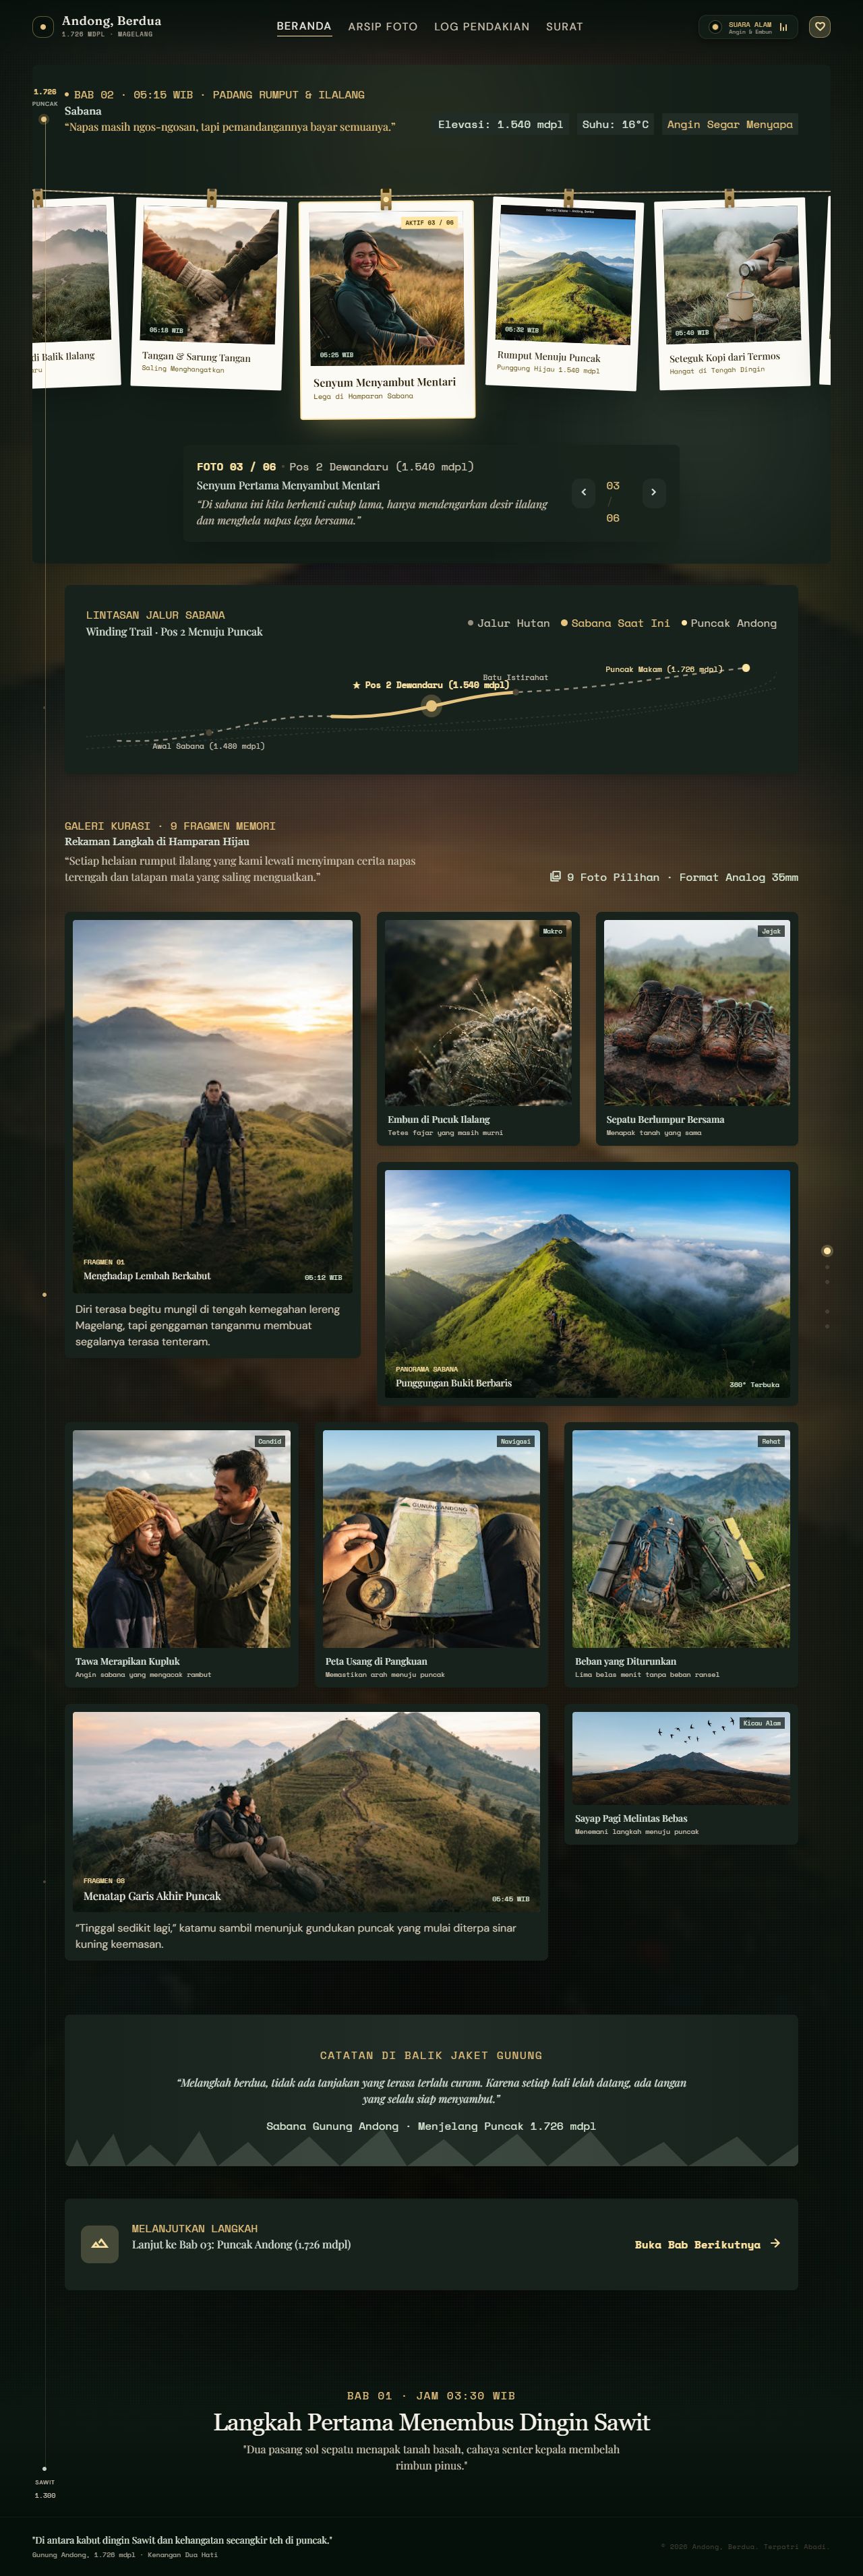 Andong, Berdua
1.726 MDPL · MAGELANG
BERANDA
ARSIP FOTO
LOG PENDAKIAN
SURAT
SUARA ALAM
Angin & Embun
1.726
PUNCAK
BAB 02 · 05:15 WIB · PADANG RUMPUT & ILALANG
Sabana
“Napas masih ngos-ngosan, tapi pemandangannya bayar semuanya.”
Elevasi: 1.540 mdpl
Suhu: 16°C
Angin Segar Menyapa
di Balik Ilalang
05:18 WIB
Tangan & Sarung Tangan
Saling Menghangatkan
AKTIF 03 / 06
05:25 WIB
Senyum Menyambut Mentari
Lega di Hamparan Sabana
05:32 WIB
Rumput Menuju Puncak
Punggung Hijau 1.540 mdpl
05:40 WIB
Seteguk Kopi dari Termos
Hangat di Tengah Dingin
FOTO 03 / 06 • Pos 2 Dewandaru (1.540 mdpl)
Senyum Pertama Menyambut Mentari
“Di sabana ini kita berhenti cukup lama, hanya mendengarkan desir ilalang
dan menghela napas lega bersama.”
03
/
06
LINTASAN JALUR SABANA
Winding Trail · Pos 2 Menuju Puncak
Jalur Hutan
Sabana Saat Ini
Puncak Andong
Puncak Makam (1.726 mdpl)
Batu Istirahat
★ Pos 2 Dewandaru (1.540 mdpl)
Awal Sabana (1.480 mdpl)
GALERI KURASI · 9 FRAGMEN MEMORI
Rekaman Langkah di Hamparan Hijau
“Setiap helaian rumput ilalang yang kami lewati menyimpan cerita napas
terengah dan tatapan mata yang saling menguatkan.”
9 Foto Pilihan · Format Analog 35mm
FRAGMEN 01
Menghadap Lembah Berkabut
05:12 WIB
Diri terasa begitu mungil di tengah kemegahan lereng
Magelang, tapi genggaman tanganmu membuat
segalanya terasa tenteram.
Makro
Embun di Pucuk Ilalang
Tetes fajar yang masih murni
Jejak
Sepatu Berlumpur Bersama
Menapak tanah yang sama
PANORAMA SABANA
Punggungan Bukit Berbaris
360° Terbuka
Candid
Tawa Merapikan Kupluk
Angin sabana yang mengacak rambut
Navigasi
GUNUNG ANDONG
Peta Usang di Pangkuan
Memastikan arah menuju puncak
Rehat
Beban yang Diturunkan
Lima belas menit tanpa beban ransel
FRAGMEN 08
Menatap Garis Akhir Puncak
05:45 WIB
“Tinggal sedikit lagi,” katamu sambil menunjuk gundukan puncak yang mulai diterpa sinar
kuning keemasan.
Kicau Alam
Sayap Pagi Melintas Bebas
Menemani langkah menuju puncak
CATATAN DI BALIK JAKET GUNUNG
“Melangkah berdua, tidak ada tanjakan yang terasa terlalu curam. Karena setiap kali lelah datang, ada tangan
yang selalu siap menyambut.”
Sabana Gunung Andong · Menjelang Puncak 1.726 mdpl
MELANJUTKAN LANGKAH
Lanjut ke Bab 03: Puncak Andong (1.726 mdpl)
Buka Bab Berikutnya
BAB 01 · JAM 03:30 WIB
Langkah Pertama Menembus Dingin Sawit
"Dua pasang sol sepatu menapak tanah basah, cahaya senter kepala membelah
rimbun pinus."
SAWIT
1.300
"Di antara kabut dingin Sawit dan kehangatan secangkir teh di puncak."
Gunung Andong, 1.726 mdpl · Kenangan Dua Hati
© 2026 Andong, Berdua. Terpatri Abadi.